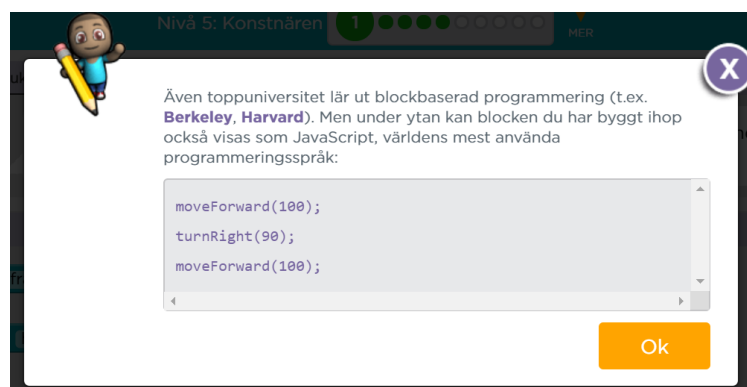 Nivå 5: Konstnären 1
MER
X
Även toppuniversitet lär ut blockbaserad programmering (t.ex.
Berkeley, Harvard). Men under ytan kan blocken du har byggt ihop
också visas som JavaScript, världens mest använda
programmeringsspråk:
moveForward(100);
turnRight(90);
moveForward(100);
Ok